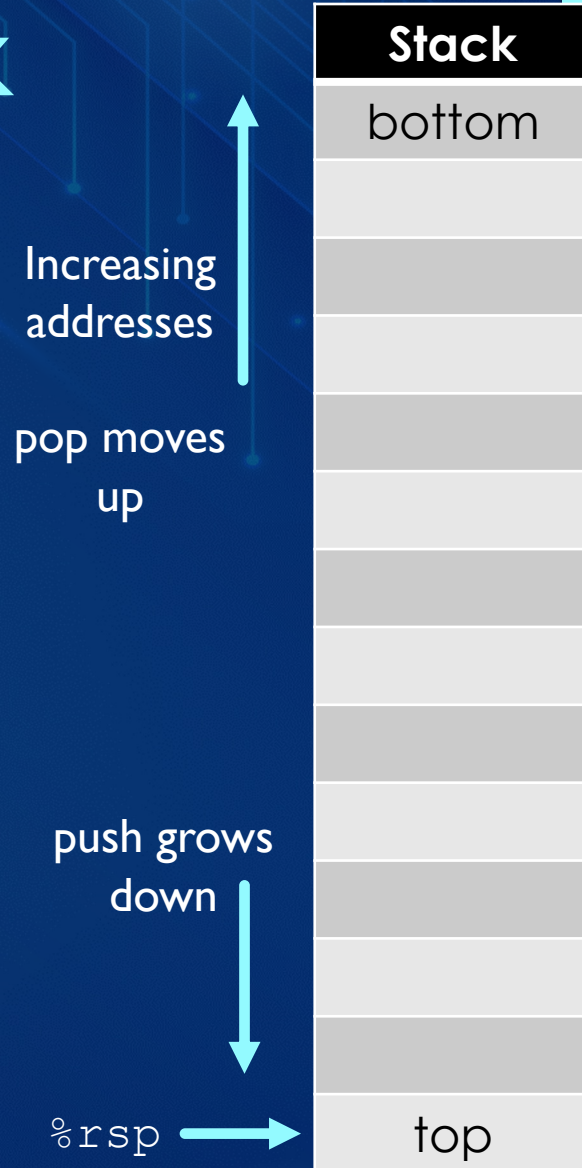 Stack
bottom
Increasing
addresses
pop moves
up
push grows
down
%rsp
top